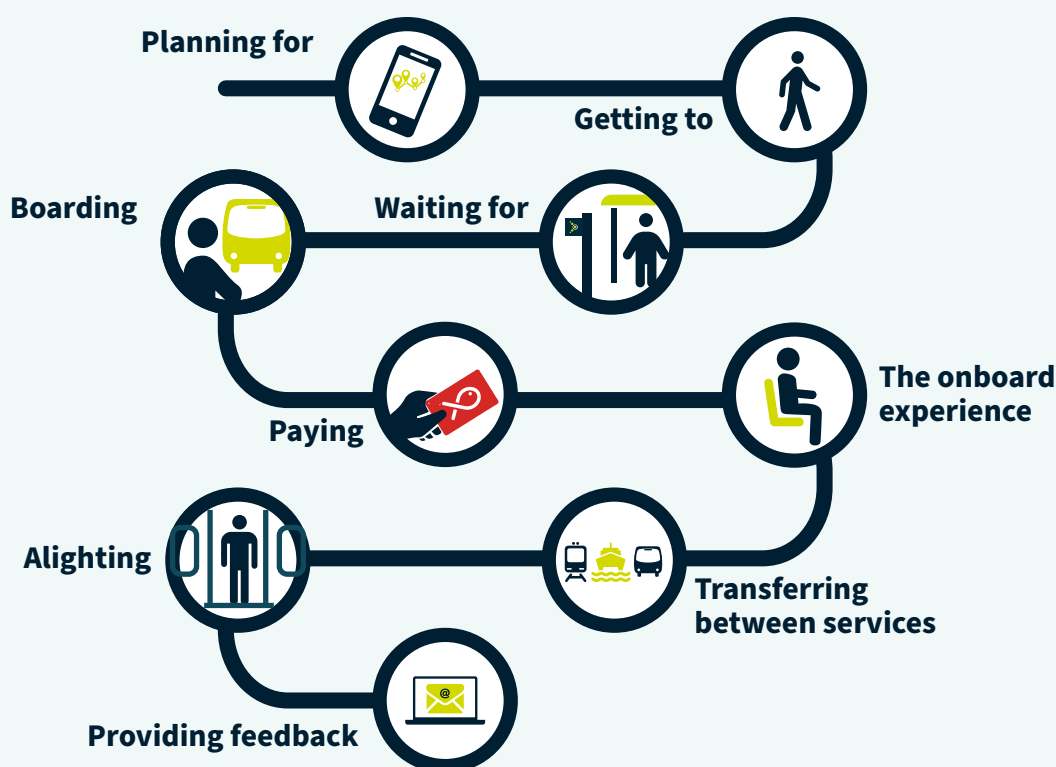 Planning for
Getting to
Waiting for
Boarding
Paying
The onboard
experience
Transferring
between services
Alighting
@
Providing feedback